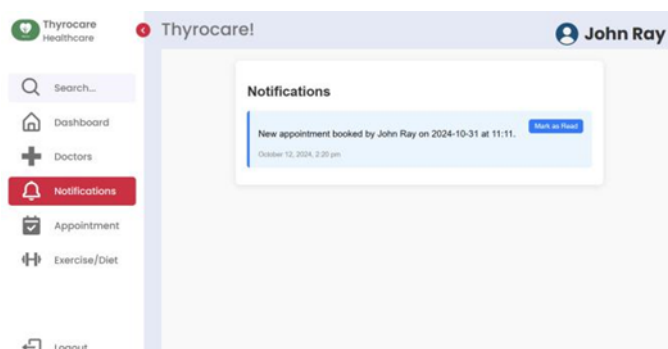 Thyrocare
Healthcare
Thyrocare!
John Ray
Search...
Dashboard
Doctors
Notifications
Appointment
Exercise/Diet
Logout
Notifications
New appointment booked by John Ray on 2024-10-31 at 11:11.
Mark as Read
October 12, 2024, 2:20 pm